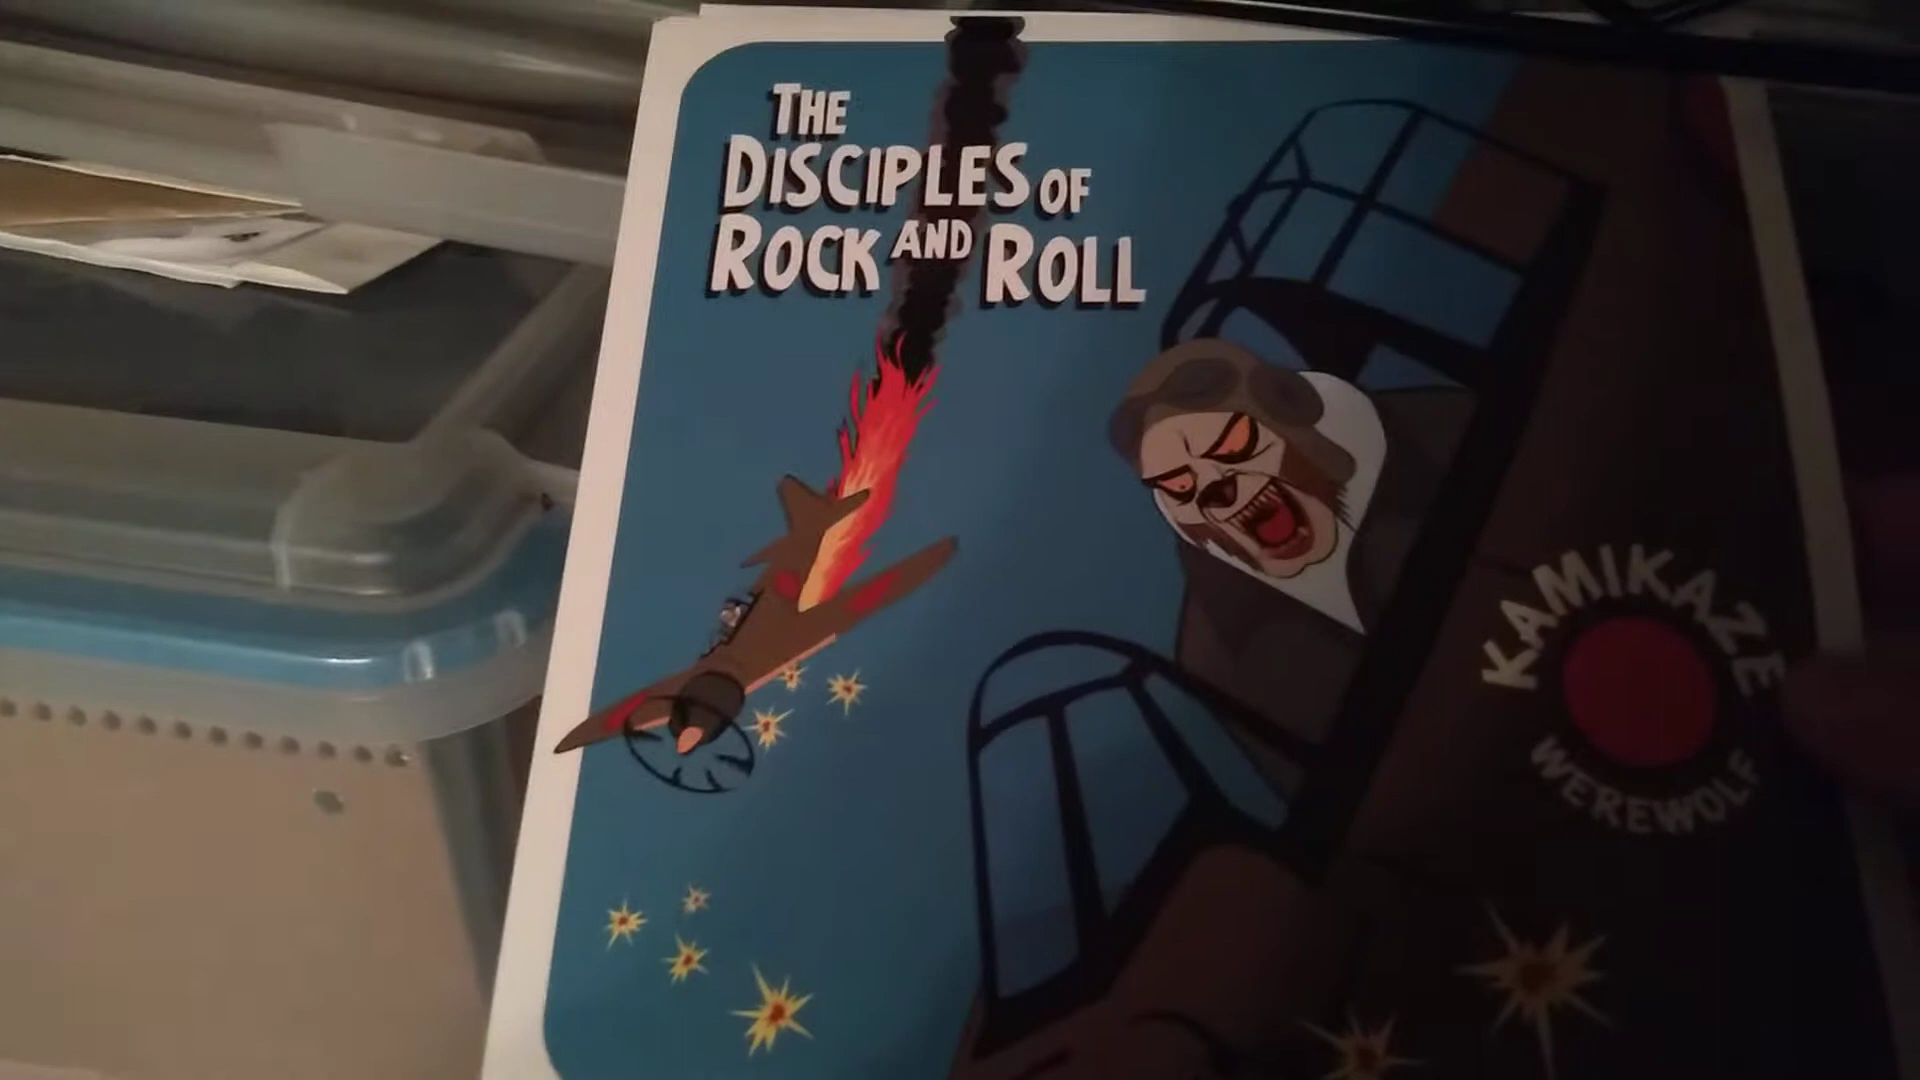 THE
DISCIPLES OF
ROCK AND ROLL
KAMIKAZE
WEREWOLF